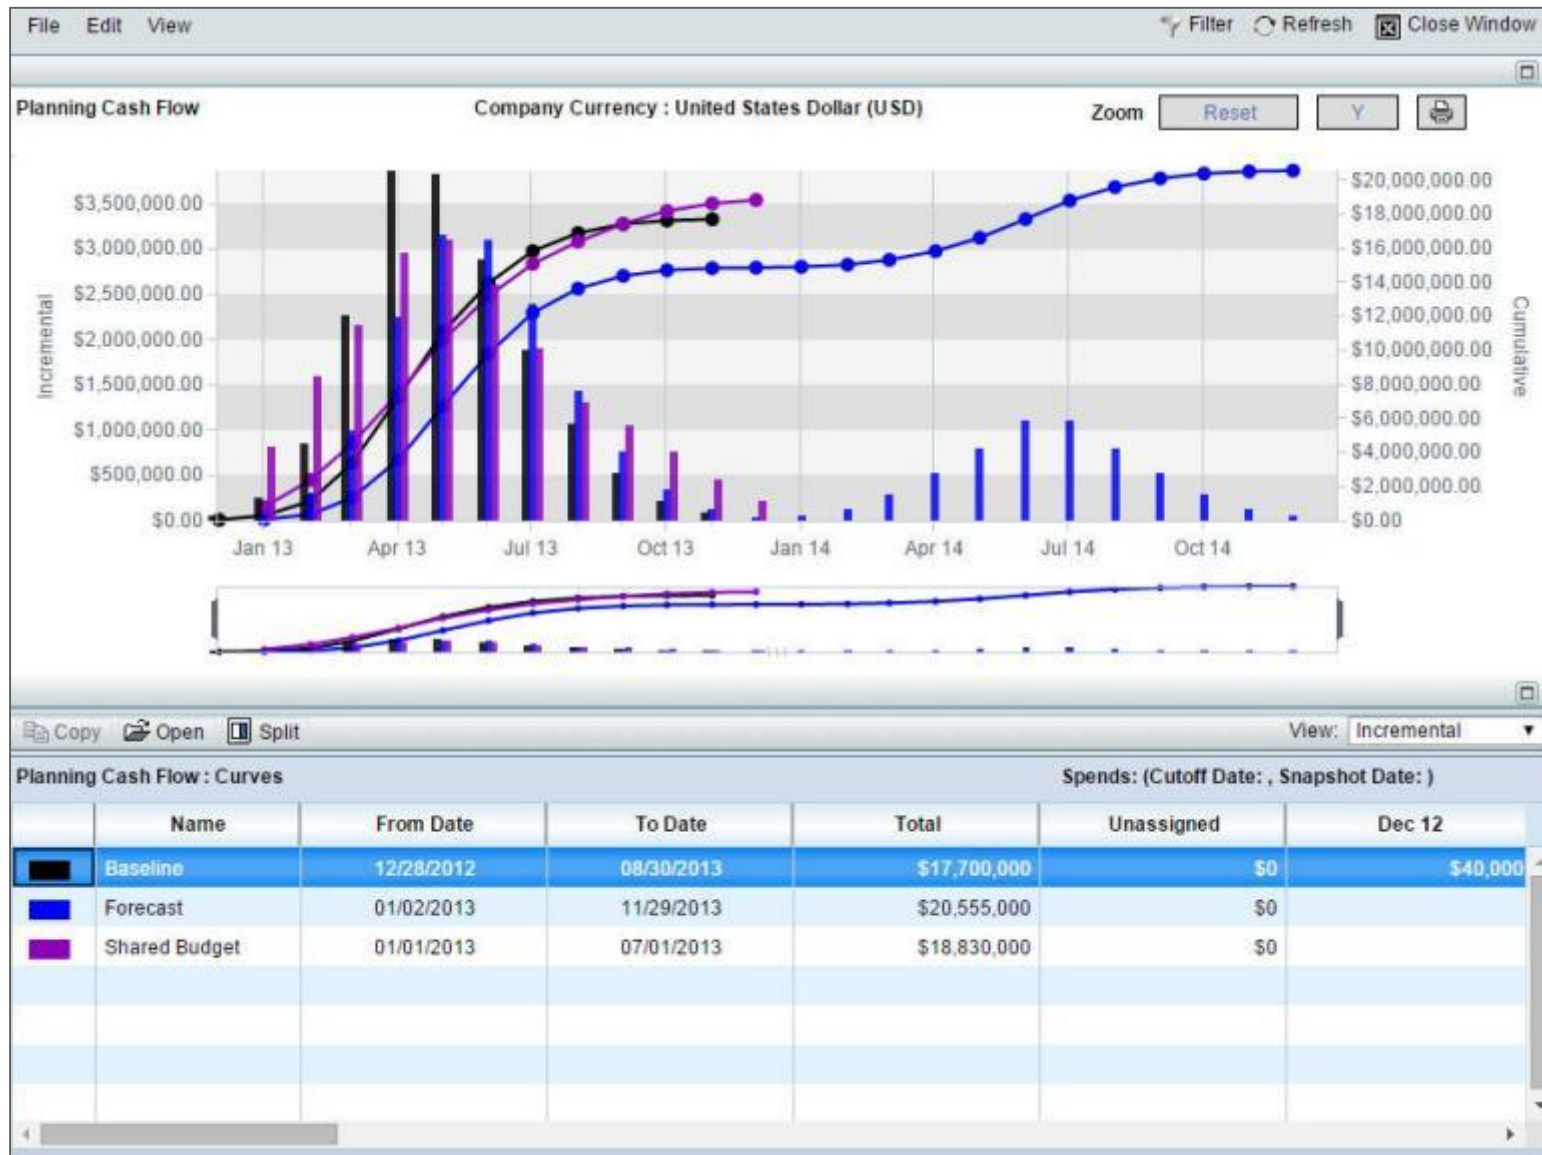 File Edit View Filter Refresh Close Window
Planning Cash Flow Company Currency : United States Dollar (USD) Zoom Reset Y
$3,500,000.00
$3,000,000.00
$2,500,000.00
$2,000,000.00
$1,500,000.00
$1,000,000.00
$500,000.00
$0.00
Incremental
$20,000,000.00
$18,000,000.00
$16,000,000.00
$14,000,000.00
$12,000,000.00
$10,000,000.00
$8,000,000.00
$6,000,000.00
$4,000,000.00
$2,000,000.00
$0.00
Cumulative
Jan 13 Apr 13 Jul 13 Oct 13 Jan 14 Apr 14 Jul 14 Oct 14
Copy Open Split View: Incremental
Planning Cash Flow : Curves Spends: (Cutoff Date: , Snapshot Date: )
Name From Date To Date Total Unassigned Dec 12
Baseline 12/28/2012 08/30/2013 $17,700,000 $0 $40,000
Forecast 01/02/2013 11/29/2013 $20,555,000 $0
Shared Budget 01/01/2013 07/01/2013 $18,830,000 $0